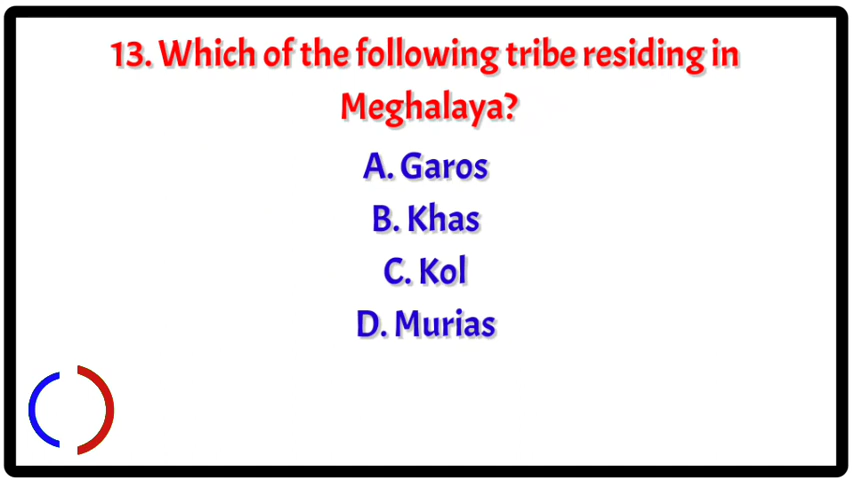 13. Which of the following tribe residing in
Meghalaya?
A. Garos
B. Khas
C. Kol
D. Murias